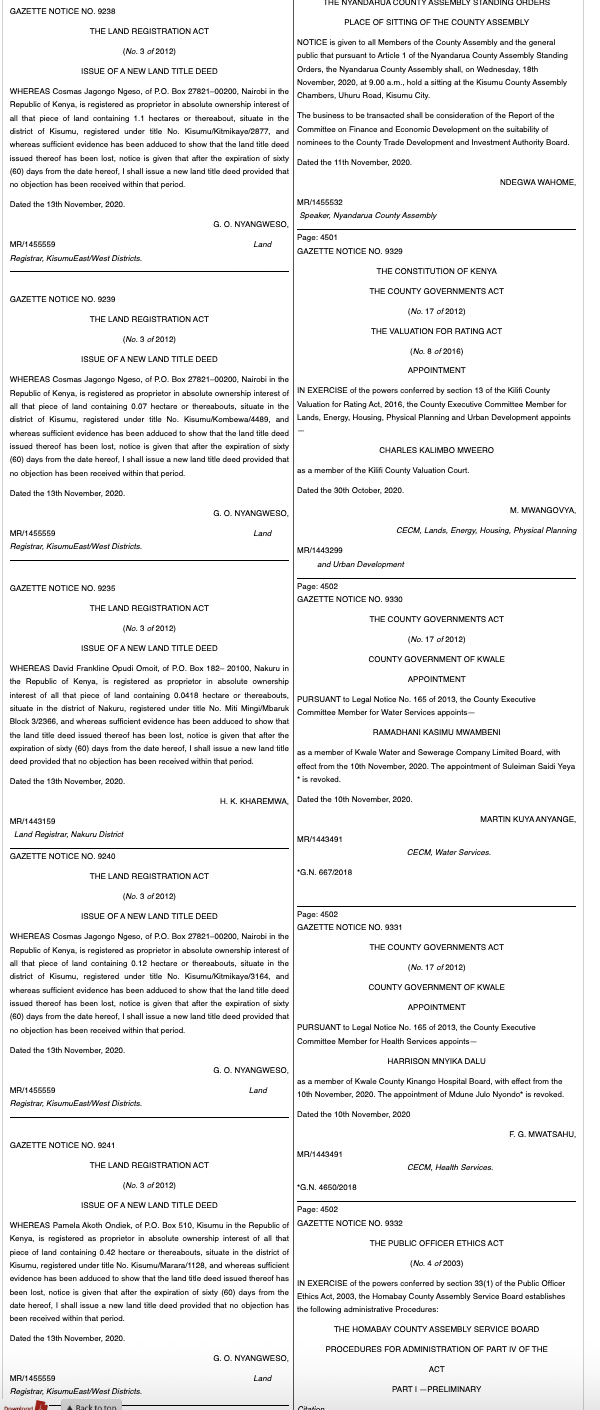 GAZETTE NOTICE NO. 9238
THE LAND REGISTRATION ACT
(No. 3 of 2012)
ISSUE OF A NEW LAND TITLE DEED
WHEREAS Cosmas Jagongo Ngeso, of P.O. Box 27821–00200, Nairobi in the
Republic of Kenya, is registered as proprietor in absolute ownership interest of
all that piece of land containing 1.1 hectares or thereabouts, situate in the
district of Kisumu, registered under title No. Kisumu/Kitmikaye/2877, and
whereas sufficient evidence has been adduced to show that the land title deed
issued thereof has been lost, notice is given that after the expiration of sixty
(60) days from the date hereof, I shall issue a new land title deed provided that
no objection has been received within that period.
Dated the 13th November, 2020.
G. O. NYANGWESO,
MR/1455559 Land
Registrar, KisumuEast/West Districts.
GAZETTE NOTICE NO. 9239
THE LAND REGISTRATION ACT
(No. 3 of 2012)
ISSUE OF A NEW LAND TITLE DEED
WHEREAS Cosmas Jagongo Ngeso, of P.O. Box 27821–00200, Nairobi in the
Republic of Kenya, is registered as proprietor in absolute ownership interest of
all that piece of land containing 0.07 hectare or thereabouts, situate in the
district of Kisumu, registered under title No. Kisumu/Kombewa/4489, and
whereas sufficient evidence has been adduced to show that the land title deed
issued thereof has been lost, notice is given that after the expiration of sixty
(60) days from the date hereof, I shall issue a new land title deed provided that
no objection has been received within that period.
Dated the 13th November, 2020.
G. O. NYANGWESO,
MR/1455559 Land
Registrar, KisumuEast/West Districts.
GAZETTE NOTICE NO. 9235
THE LAND REGISTRATION ACT
(No. 3 of 2012)
ISSUE OF A NEW LAND TITLE DEED
WHEREAS David Frankline Opudi Omoit, of P.O. Box 182– 20100, Nakuru in
the Republic of Kenya, is registered as proprietor in absolute ownership
interest of all that piece of land containing 0.0418 hectare or thereabouts,
situate in the district of Nakuru, registered under title No. Miti Mingi/Mbaruk
Block 3/2366, and whereas sufficient evidence has been adduced to show that
the land title deed issued thereof has been lost, notice is given that after the
expiration of sixty (60) days from the date hereof, I shall issue a new land title
deed provided that no objection has been received within that period.
Dated the 13th November, 2020.
H. K. KHAREMWA,
MR/1443159
Land Registrar, Nakuru District
GAZETTE NOTICE NO. 9240
THE LAND REGISTRATION ACT
(No. 3 of 2012)
ISSUE OF A NEW LAND TITLE DEED
WHEREAS Cosmas Jagongo Ngeso, of P.O. Box 27821–00200, Nairobi in the
Republic of Kenya, is registered as proprietor in absolute ownership interest of
all that piece of land containing 0.12 hectare or thereabouts, situate in the
district of Kisumu, registered under title No. Kisumu/Kitmikaye/3164, and
whereas sufficient evidence has been adduced to show that the land title deed
issued thereof has been lost, notice is given that after the expiration of sixty
(60) days from the date hereof, I shall issue a new land title deed provided that
no objection has been received within that period.
Dated the 13th November, 2020.
G. O. NYANGWESO,
MR/1455559 Land
Registrar, KisumuEast/West Districts.
GAZETTE NOTICE NO. 9241
THE LAND REGISTRATION ACT
(No. 3 of 2012)
ISSUE OF A NEW LAND TITLE DEED
WHEREAS Pamela Akoth Ondiek, of P.O. Box 510, Kisumu in the Republic of
Kenya, is registered as proprietor in absolute ownership interest of all that
piece of land containing 0.42 hectare or thereabouts, situate in the district of
Kisumu, registered under title No. Kisumu/Marara/1128, and whereas sufficient
evidence has been adduced to show that the land title deed issued thereof has
been lost, notice is given that after the expiration of sixty (60) days from the
date hereof, I shall issue a new land title deed provided that no objection has
been received within that period.
Dated the 13th November, 2020.
G. O. NYANGWESO,
MR/1455559 Land
Registrar, KisumuEast/West Districts.
Download
▲ Back to top
THE NYANDARUA COUNTY ASSEMBLY STANDING ORDERS
PLACE OF SITTING OF THE COUNTY ASSEMBLY
NOTICE is given to all Members of the County Assembly and the general
public that pursuant to Article 1 of the Nyandarua County Assembly Standing
Orders, the Nyandarua County Assembly shall, on Wednesday, 18th
November, 2020, at 9.00 a.m., hold a sitting at the Kisumu County Assembly
Chambers, Uhuru Road, Kisumu City.
The business to be transacted shall be consideration of the Report of the
Committee on Finance and Economic Development on the suitability of
nominees to the County Trade Development and Investment Authority Board.
Dated the 11th November, 2020.
NDEGWA WAHOME,
MR/1455532
Speaker, Nyandarua County Assembly
Page: 4501
GAZETTE NOTICE NO. 9329
THE CONSTITUTION OF KENYA
THE COUNTY GOVERNMENTS ACT
(No. 17 of 2012)
THE VALUATION FOR RATING ACT
(No. 8 of 2016)
APPOINTMENT
IN EXERCISE of the powers conferred by section 13 of the Kilifi County
Valuation for Rating Act, 2016, the County Executive Committee Member for
Lands, Energy, Housing, Physical Planning and Urban Development appoints
—
CHARLES KALIMBO MWEERO
as a member of the Kilifi County Valuation Court.
Dated the 30th October, 2020.
M. MWANGOVYA,
CECM, Lands, Energy, Housing, Physical Planning
MR/1443299
and Urban Development
Page: 4502
GAZETTE NOTICE NO. 9330
THE COUNTY GOVERNMENTS ACT
(No. 17 of 2012)
COUNTY GOVERNMENT OF KWALE
APPOINTMENT
PURSUANT to Legal Notice No. 165 of 2013, the County Executive
Committee Member for Water Services appoints—
RAMADHANI KASIMU MWAMBENI
as a member of Kwale Water and Sewerage Company Limited Board, with
effect from the 10th November, 2020. The appointment of Suleiman Saidi Yeya
* is revoked.
Dated the 10th November, 2020.
MARTIN KUYA ANYANGE,
MR/1443491
CECM, Water Services.
*G.N. 667/2018
Page: 4502
GAZETTE NOTICE NO. 9331
THE COUNTY GOVERNMENTS ACT
(No. 17 of 2012)
COUNTY GOVERNMENT OF KWALE
APPOINTMENT
PURSUANT to Legal Notice No. 165 of 2013, the County Executive
Committee Member for Health Services appoints—
HARRISON MNYIKA DALU
as a member of Kwale County Kinango Hospital Board, with effect from the
10th November, 2020. The appointment of Mdune Julo Nyondo* is revoked.
Dated the 10th November, 2020
F. G. MWATSAHU,
MR/1443491
CECM, Health Services.
*G.N. 4650/2018
Page: 4502
GAZETTE NOTICE NO. 9332
THE PUBLIC OFFICER ETHICS ACT
(No. 4 of 2003)
IN EXERCISE of the powers conferred by section 33(1) of the Public Officer
Ethics Act, 2003, the Homabay County Assembly Service Board establishes
the following administrative Procedures:
THE HOMABAY COUNTY ASSEMBLY SERVICE BOARD
PROCEDURES FOR ADMINISTRATION OF PART IV OF THE
ACT
PART I —PRELIMINARY
Citation